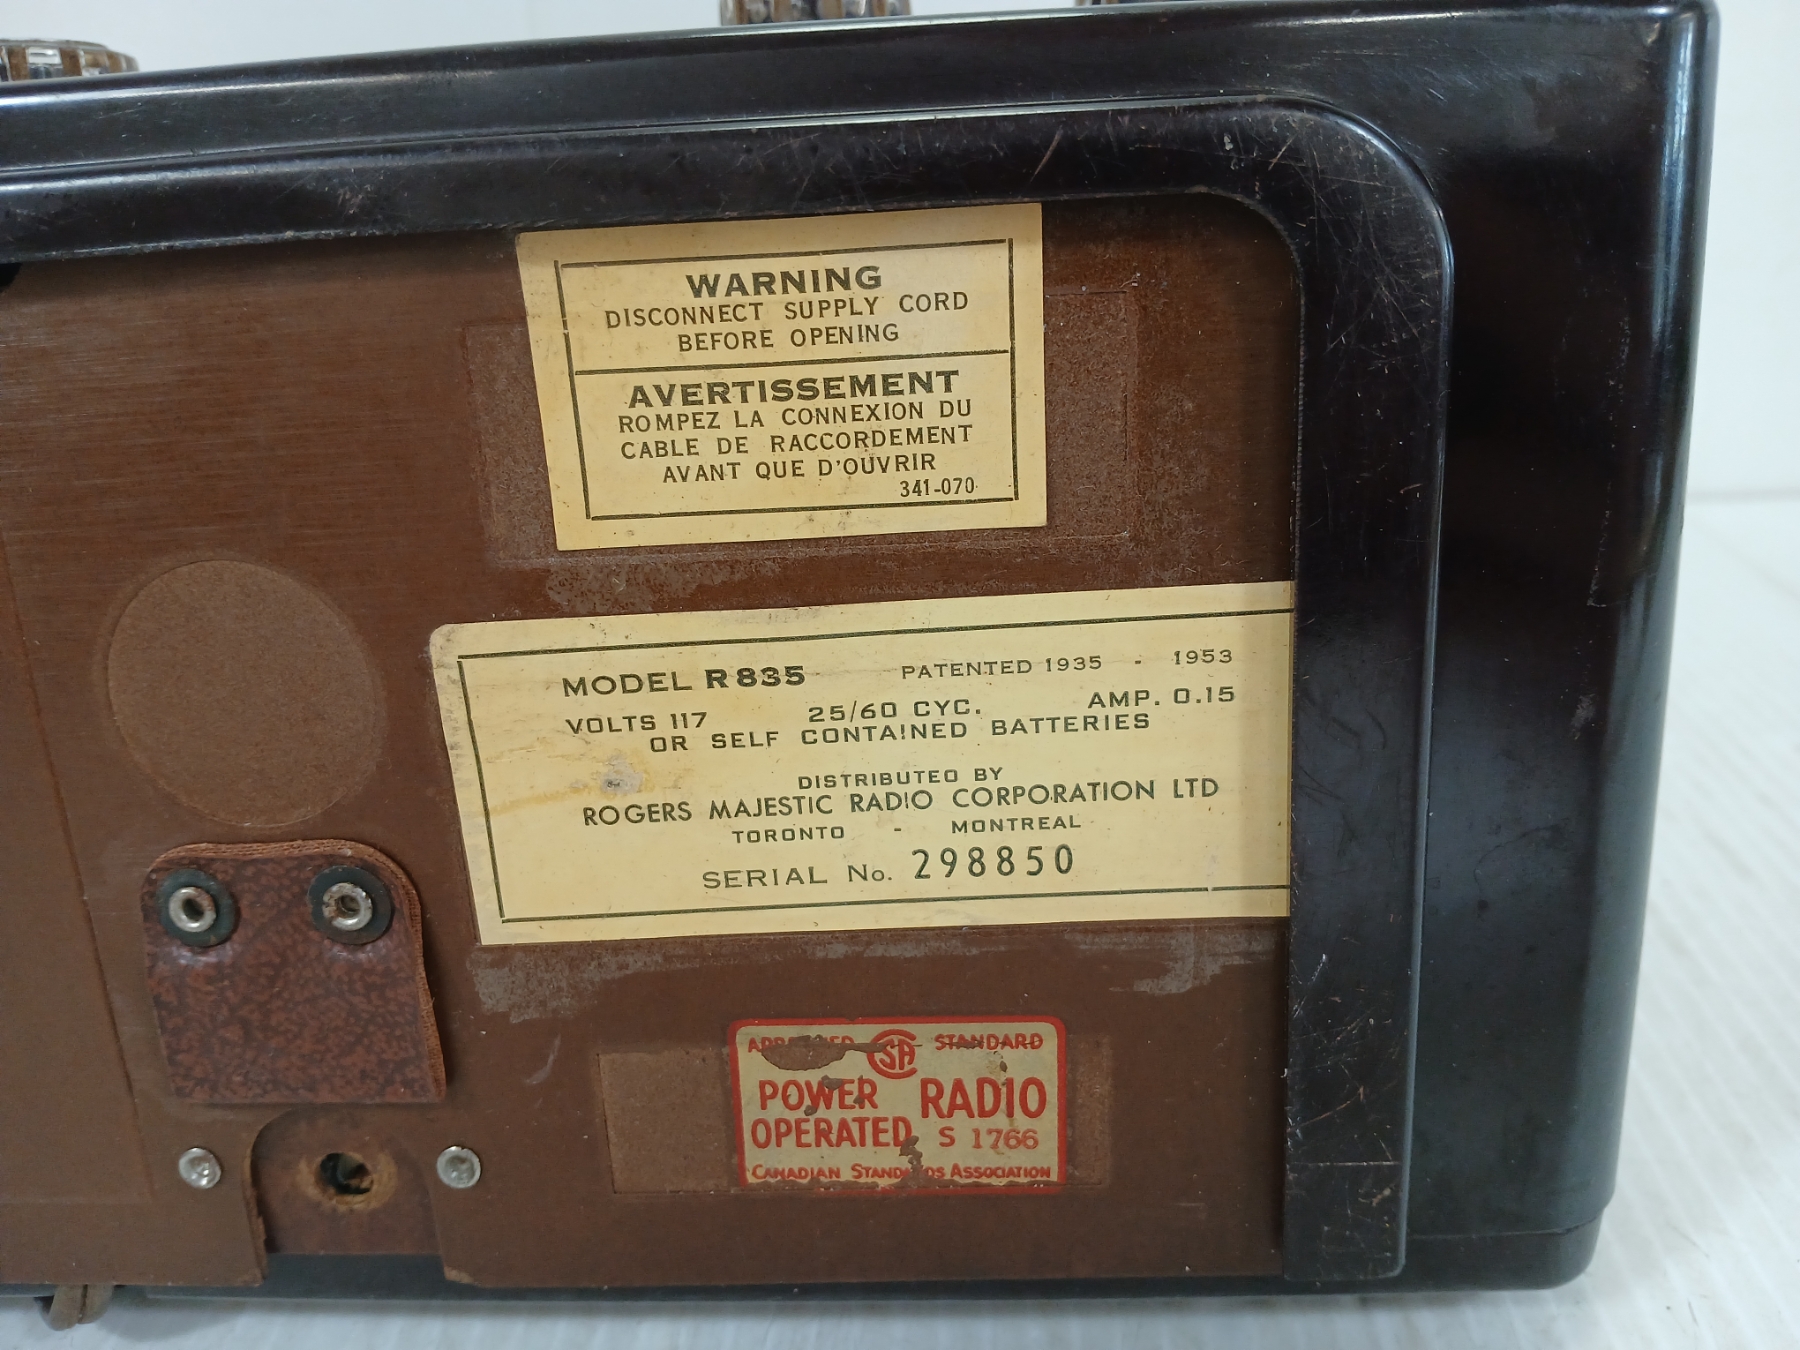 WARNING
DISCONNECT SUPPLY CORD
BEFORE OPENING
AVERTISSEMENT
ROMPEZ LA CONNEXION DU
CABLE DE RACCORDEMENT
AVANT QUE D'OUVRIR
341-070
MODEL R835 PATENTED 1935 - 1953
VOLTS 117 25/60 CYC. AMP. 0.15
OR SELF CONTAINED BATTERIES
DISTRIBUTED BY
ROGERS MAJESTIC RADIO CORPORATION LTD
TORONTO - MONTREAL
SERIAL No. 298850
CSA STANDARD
POWER RADIO
OPERATED S 1766
CANADIAN ASSOCIATION